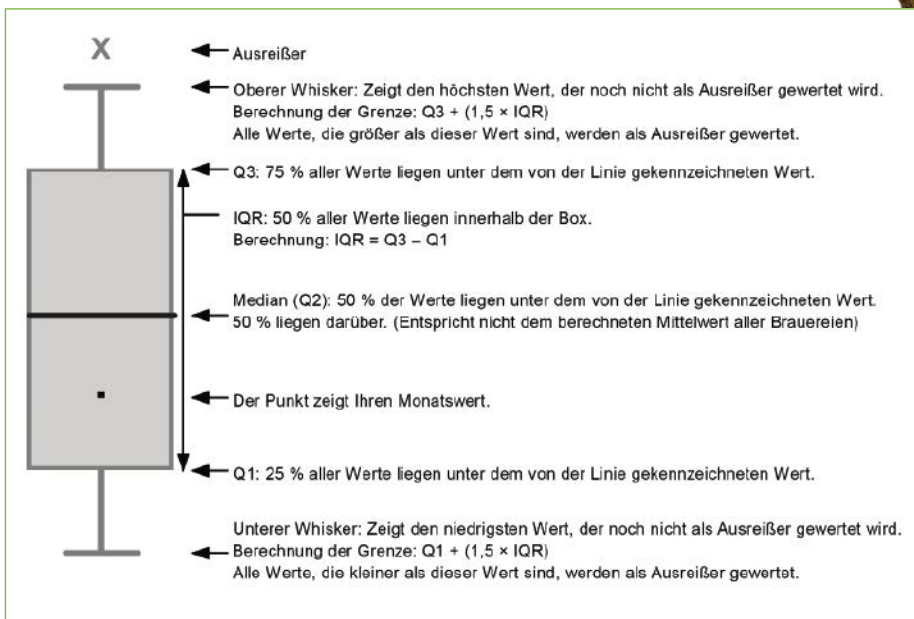 X
Ausreißer
Oberer Whisker: Zeigt den höchsten Wert, der noch nicht als Ausreißer gewertet wird.
Berechnung der Grenze: Q3 + (1,5 × IQR)
Alle Werte, die größer als dieser Wert sind, werden als Ausreißer gewertet.
Q3: 75 % aller Werte liegen unter dem von der Linie gekennzeichneten Wert.
IQR: 50 % aller Werte liegen innerhalb der Box.
Berechnung: IQR = Q3 – Q1
Median (Q2): 50 % der Werte liegen unter dem von der Linie gekennzeichneten Wert.
50 % liegen darüber. (Entspricht nicht dem berechneten Mittelwert aller Brauereien)
Der Punkt zeigt Ihren Monatswert.
Q1: 25 % aller Werte liegen unter dem von der Linie gekennzeichneten Wert.
Unterer Whisker: Zeigt den niedrigsten Wert, der noch nicht als Ausreißer gewertet wird.
Berechnung der Grenze: Q1 + (1,5 × IQR)
Alle Werte, die kleiner als dieser Wert sind, werden als Ausreißer gewertet.